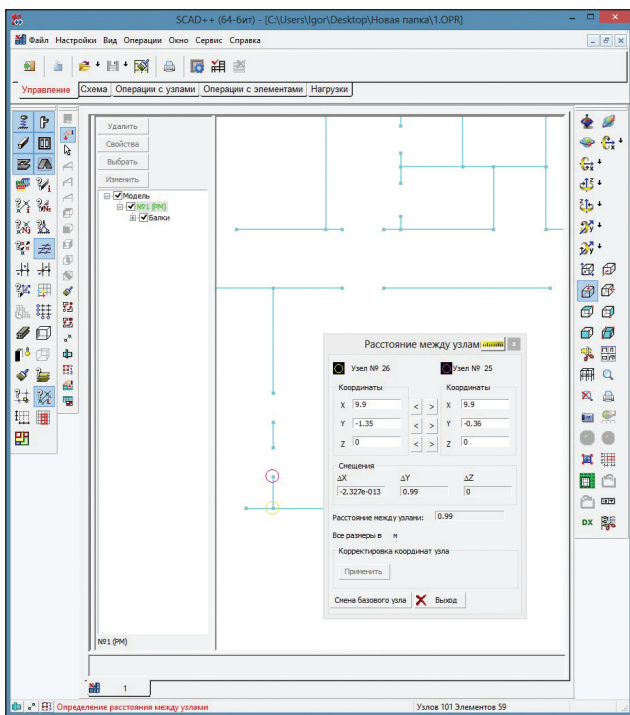 SCAD++ (64-бит) - [C:\Users\Igor\Desktop\Новая папка\1.OPR]
Файл Настройки Вид Операции Окно Сервис Справка
Управление Схема Операции с узлами Операции с элементами Нагрузки
Удалить
Свойства
Выбрать
Изменить
Модель
№1 (РМ)
Балки
Расстояние между узлами
Узел № 26 Узел № 25
Координаты Координаты
X 9.9 < > X 9.9
Y -1.35 < > Y -0.36
Z 0 < > Z 0
Смещения
ΔX ΔY ΔZ
-2.327e-013 0.99 0
Расстояние между узлами: 0.99
Все размеры в м
Корректировка координат узла
Применить
Смена базового узла Выход
DX
№1 (РМ)
1
Определение расстояния между узлами Узлов 101 Элементов 59